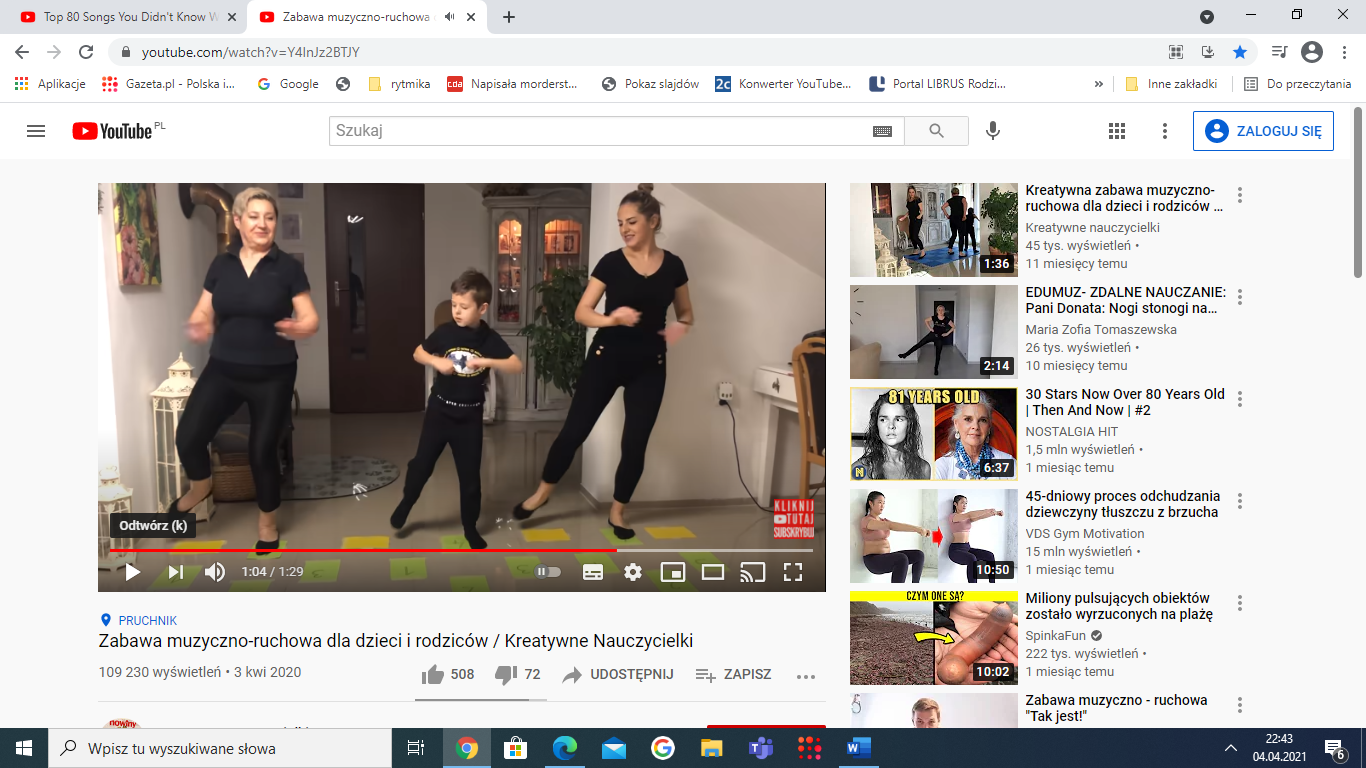 Top 80 Songs You Didn't Know W
Zabawa muzyczno-ruchowa
youtube.com/watch?v=Y4InJz2BTJY
Aplikacje
Gazeta.pl - Polska i...
Google
rytmika
cda
Napisała morderst...
Pokaz slajdów
2c
Konwerter YouTube...
Portal LIBRUS Rodzi...
»
Inne zakładki
Do przeczytania
YouTube PL
Szukaj
ZALOGUJ SIĘ
KLIKNIJ
TUTAJ
SUBSKRYBUJ
Odtwórz (k)
1:04 / 1:29
PRUCHNIK
Zabawa muzyczno-ruchowa dla dzieci i rodziców / Kreatywne Nauczycielki
109 230 wyświetleń • 3 kwi 2020
508
72
UDOSTĘPNIJ
ZAPISZ
1:36
Kreatywna zabawa muzyczno-
ruchowa dla dzieci i rodziców ...
Kreatywne nauczycielki
45 tys. wyświetleń •
11 miesięcy temu
2:14
EDUMUZ- ZDALNE NAUCZANIE:
Pani Donata: Nogi stonogi na...
Maria Zofia Tomaszewska
26 tys. wyświetleń •
10 miesięcy temu
81 YEARS OLD
N
6:37
30 Stars Now Over 80 Years Old
| Then And Now | #2
NOSTALGIA HIT
1,5 mln wyświetleń •
1 miesiąc temu
10:50
45-dniowy proces odchudzania
dziewczyny tłuszczu z brzucha
VDS Gym Motivation
15 mln wyświetleń •
1 miesiąc temu
CZYM ONE SĄ?
10:02
Miliony pulsujących obiektów
zostało wyrzuconych na plażę
SpinkaFun
222 tys. wyświetleń •
1 miesiąc temu
Zabawa muzyczno - ruchowa
"Tak jest!"
Wpisz tu wyszukiwane słowa
22:43
04.04.2021
6